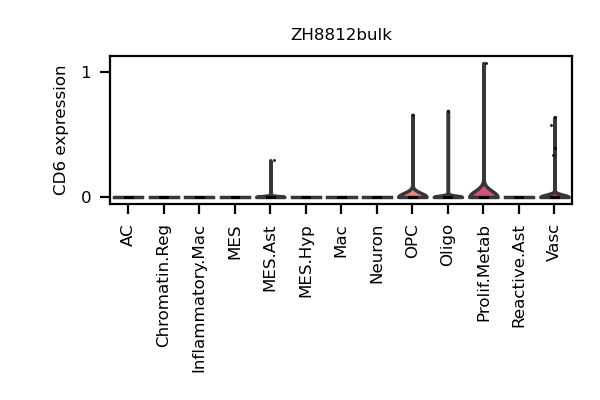 ZH8812bulk
CD6 expression
1
0
AC
Chromatin.Reg
Inflammatory.Mac
MES
MES.Ast
MES.Hyp
Mac
Neuron
OPC
Oligo
Prolif.Metab
Reactive.Ast
Vasc